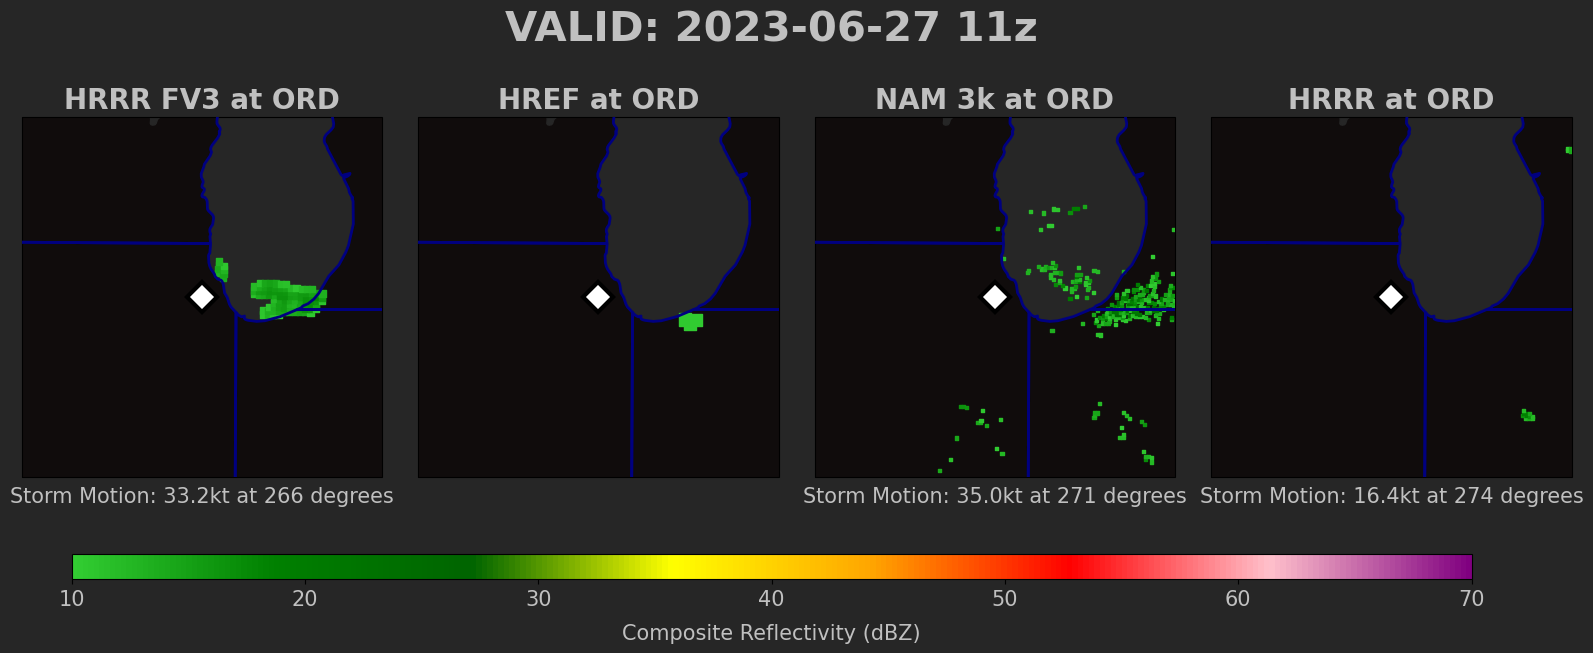 VALID: 2023-06-27 11z
HRRR FV3 at ORD
HREF at ORD
NAM 3k at ORD
HRRR at ORD
Storm Motion: 33.2kt at 266 degrees
Storm Motion: 35.0kt at 271 degrees
Storm Motion: 16.4kt at 274 degrees
10 20 30 40 50 60 70
Composite Reflectivity (dBZ)